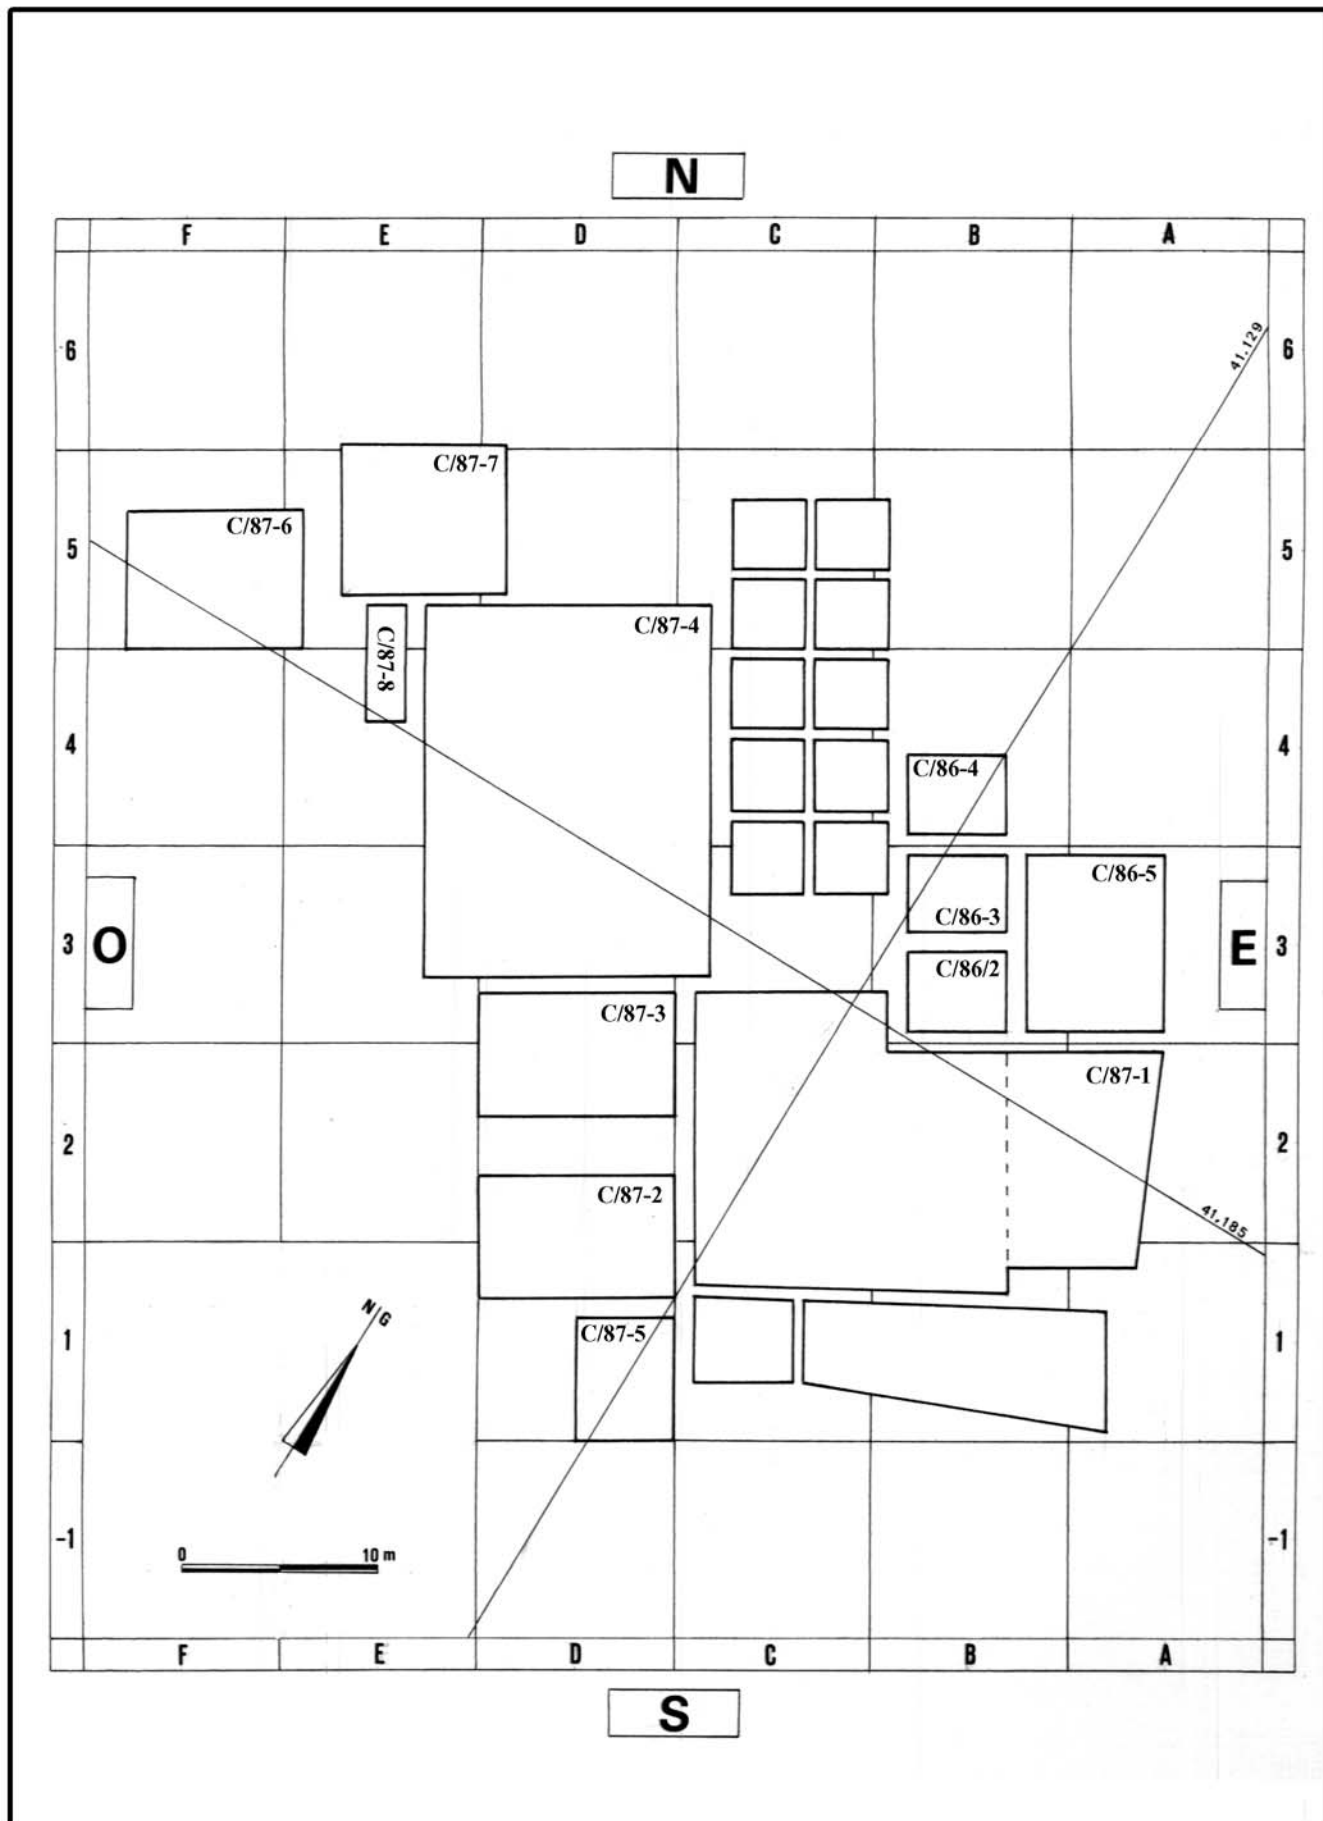 N
F E D C B A
6 41,129 6
C/87-7
C/87-6
5 5
C/87-4
C/87-8
4 4
C/86-4
C/86-5
C/86-3
O 3 3 E
C/86/2
C/87-3
C/87-1
2 2
C/87-2
41,185
N/G
C/87-5
1 1
-1 -1
0 10 m
F E D C B A
S